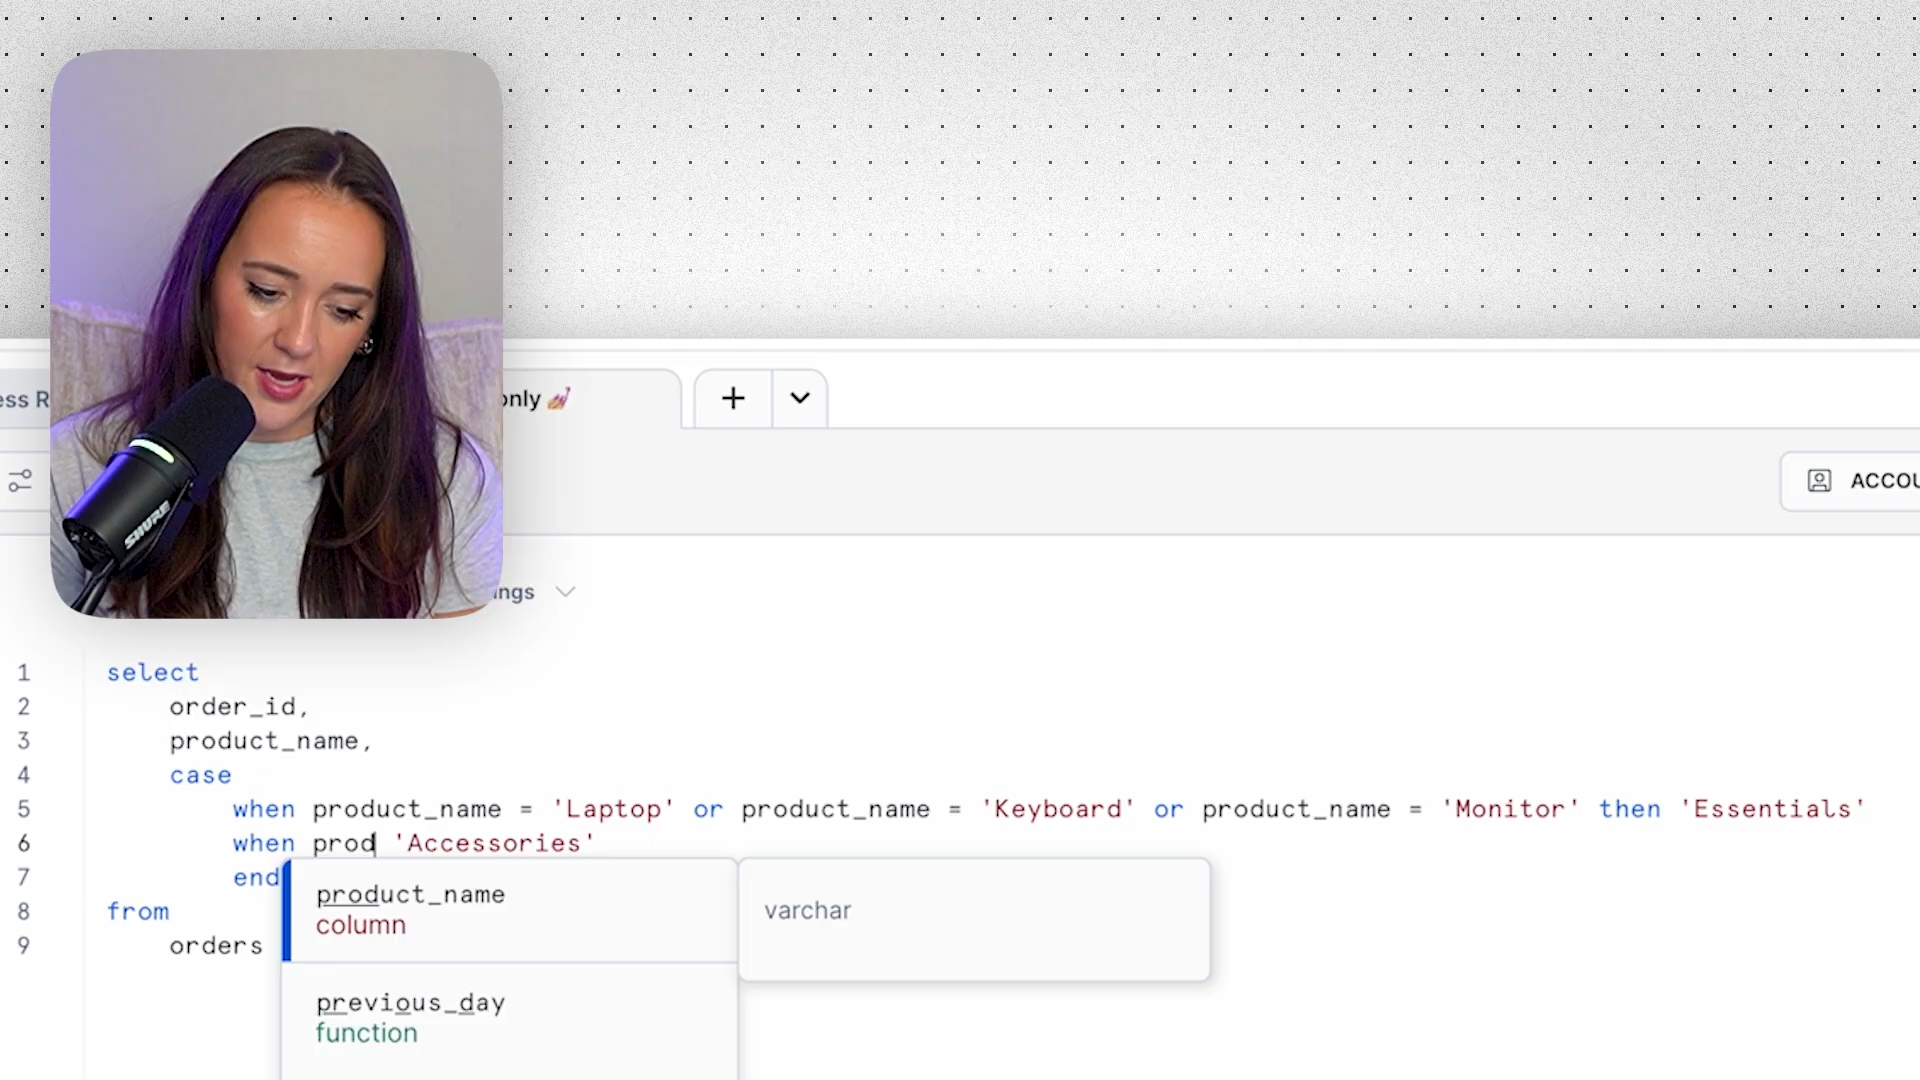 SHURE
ess R
only 💅
ACCOU
ngs
1 select
2 order_id,
3 product_name,
4 case
5 when product_name = 'Laptop' or product_name = 'Keyboard' or product_name = 'Monitor' then 'Essentials'
6 when prod 'Accessories'
7 end
8 from
9 orders
product_name
column
varchar
previous_day
function